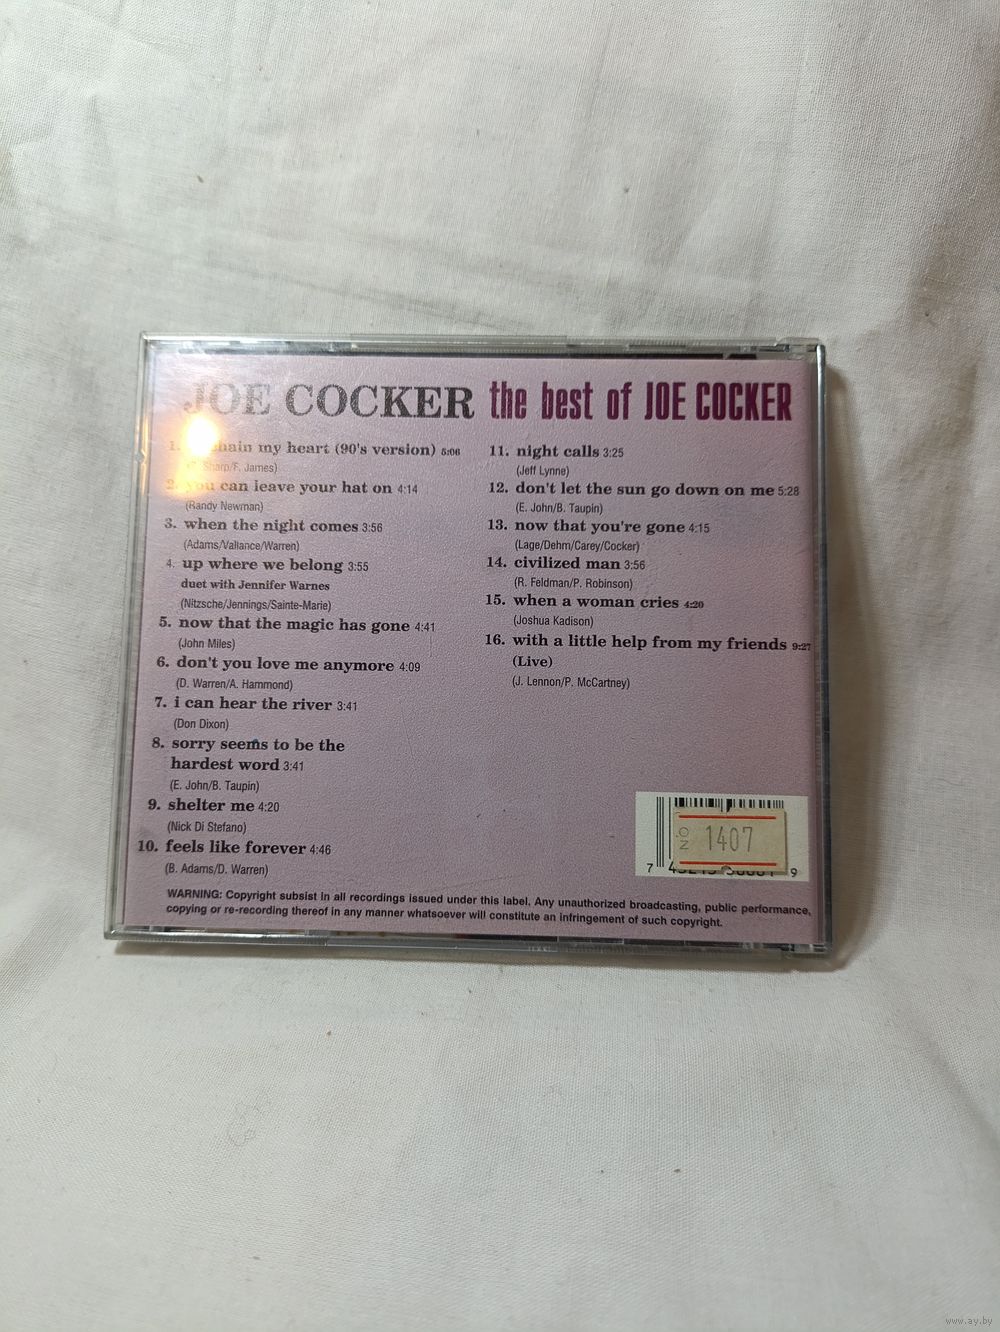 JOE COCKER the best of JOE COCKER
1. chain my heart (90's version) 5:06
Sharp/F. James)
2. you can leave your hat on 4:14
(Randy Newman)
3. when the night comes 3:56
(Adams/Vallance/Warren)
4. up where we belong 3:55
duet with Jennifer Warnes
(Nitzsche/Jennings/Sainte-Marie)
5. now that the magic has gone 4:41
(John Miles)
6. don't you love me anymore 4:09
(D. Warren/A. Hammond)
7. i can hear the river 3:41
(Don Dixon)
8. sorry seems to be the
hardest word 3:41
(E. John/B. Taupin)
9. shelter me 4:20
(Nick Di Stefano)
10. feels like forever 4:46
(B. Adams/D. Warren)
11. night calls 3:25
(Jeff Lynne)
12. don't let the sun go down on me 5:28
(E. John/B. Taupin)
13. now that you're gone 4:15
(Lage/Dehm/Carey/Cocker)
14. civilized man 3:56
(R. Feldman/P. Robinson)
15. when a woman cries 4:20
(Joshua Kadison)
16. with a little help from my friends 9:27
(Live)
(J. Lennon/P. McCartney)
NO. 1407
7 9
WARNING: Copyright subsist in all recordings issued under this label. Any unauthorized broadcasting, public performance,
copying or re-recording thereof in any manner whatsoever will constitute an infringement of such copyright.
www.ay.by